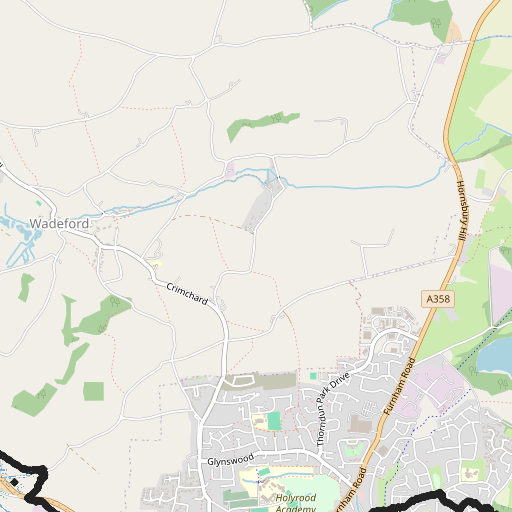 Hornsbury Hill
Wadeford
Crimchard
A358
Thorndun Park Drive
Furnham Road
Glynswood
Furnham Road
Holyrood
Academy